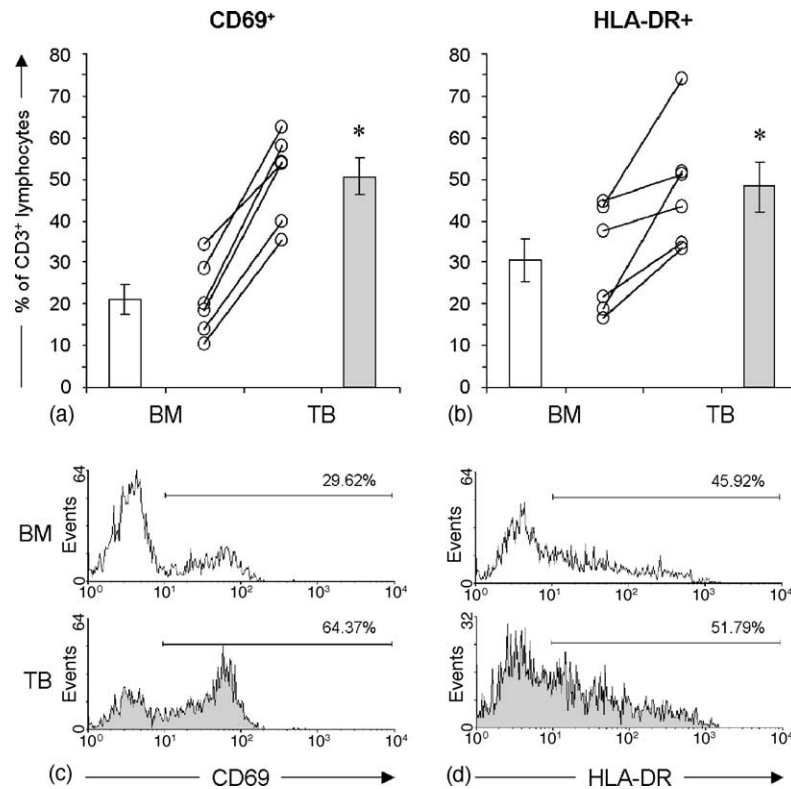 CD69⁺
HLA-DR+
% of CD3⁺ lymphocytes
80
70
60
50
40
30
20
10
0
*
(a)
BM
TB
80
70
60
50
40
30
20
10
0
*
(b)
BM
TB
BM
Events
64
0
29.62%
10⁰ 10¹ 10² 10³ 10⁴
Events
64
0
45.92%
10⁰ 10¹ 10² 10³ 10⁴
TB
Events
64
0
64.37%
10⁰ 10¹ 10² 10³ 10⁴
Events
32
0
51.79%
10⁰ 10¹ 10² 10³ 10⁴
(c)
CD69
(d)
HLA-DR